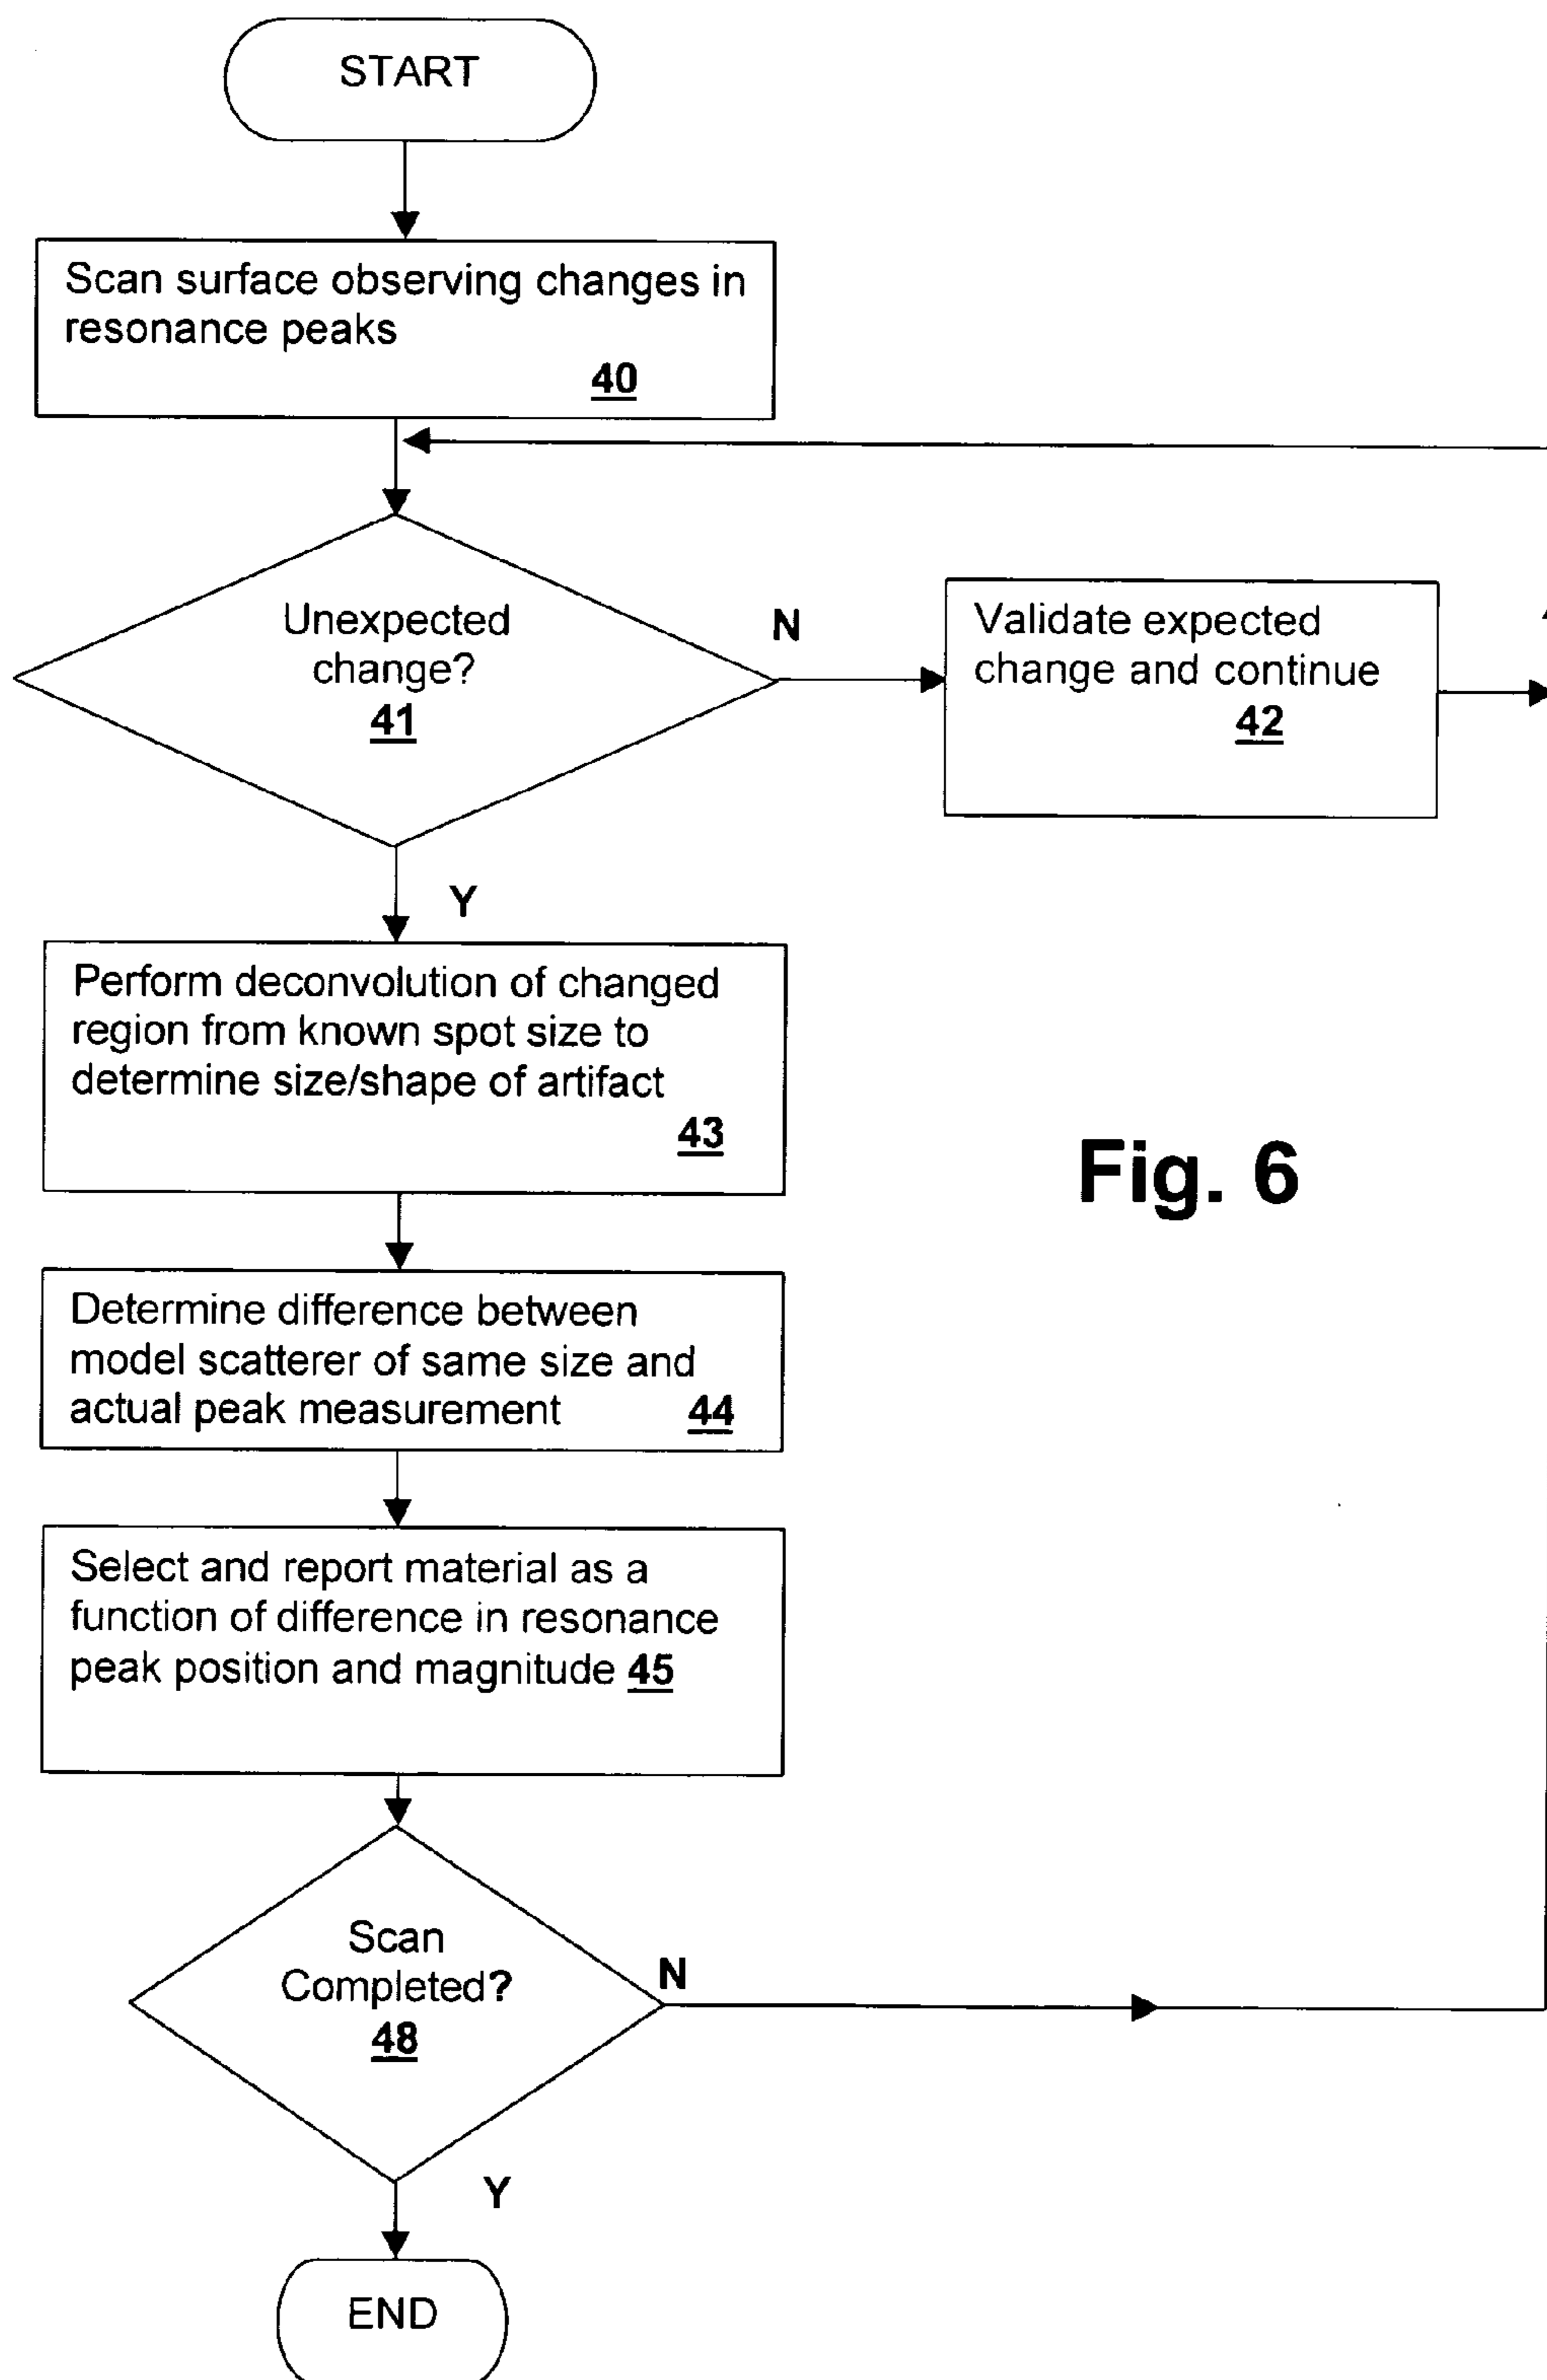 START
Scan surface observing changes in
resonance peaks
40
Unexpected
change?
41
N
Validate expected
change and continue
42
Y
Perform deconvolution of changed
region from known spot size to
determine size/shape of artifact
43
Fig. 6
Determine difference between
model scatterer of same size and
actual peak measurement 44
Select and report material as a
function of difference in resonance
peak position and magnitude 45
Scan
Completed?
48
N
Y
END